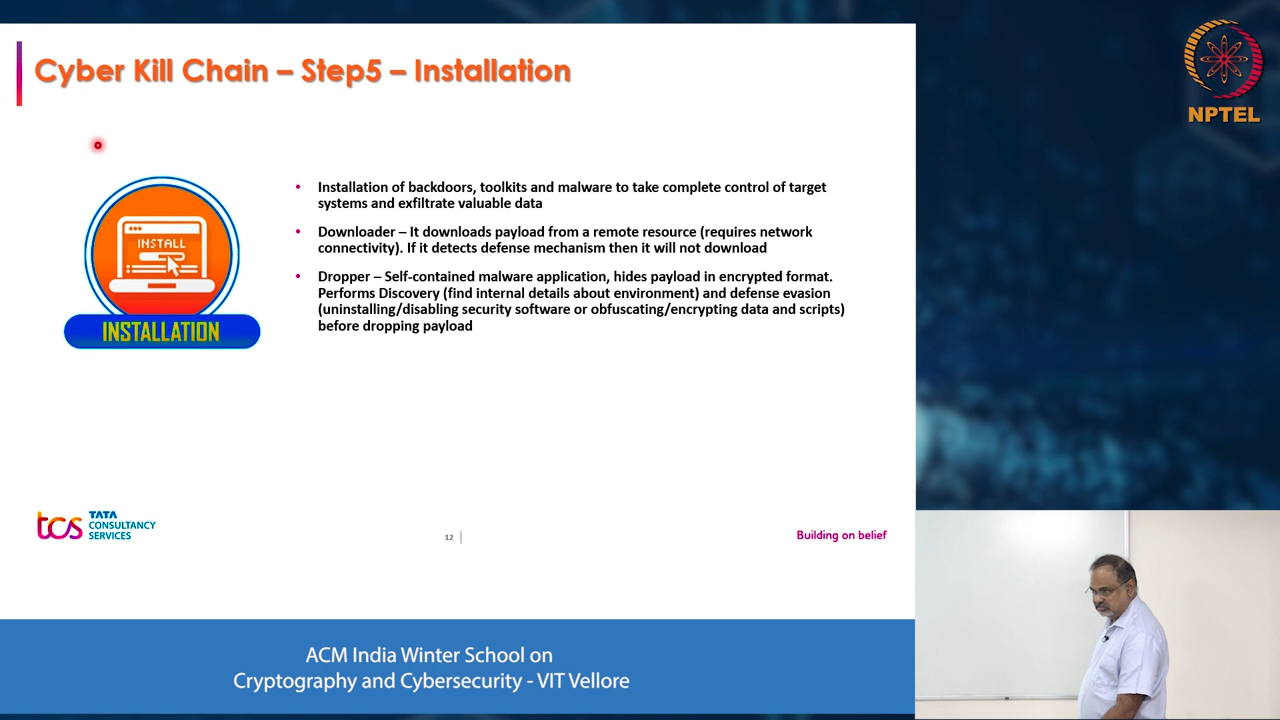 Cyber Kill Chain – Step5 – Installation
NPTEL
INSTALL
INSTALLATION
• Installation of backdoors, toolkits and malware to take complete control of target
systems and exfiltrate valuable data
• Downloader – It downloads payload from a remote resource (requires network
connectivity). If it detects defense mechanism then it will not download
• Dropper – Self-contained malware application, hides payload in encrypted format.
Performs Discovery (find internal details about environment) and defense evasion
(uninstalling/disabling security software or obfuscating/encrypting data and scripts)
before dropping payload
tcs TATA
CONSULTANCY
SERVICES
12
Building on belief
ACM India Winter School on
Cryptography and Cybersecurity - VIT Vellore